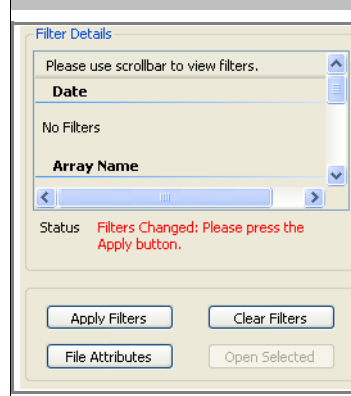 Filter Details
Please use scrollbar to view filters.
Date
No Filters
Array Name
Status Filters Changed: Please press the
Apply button.
Apply Filters Clear Filters
File Attributes Open Selected